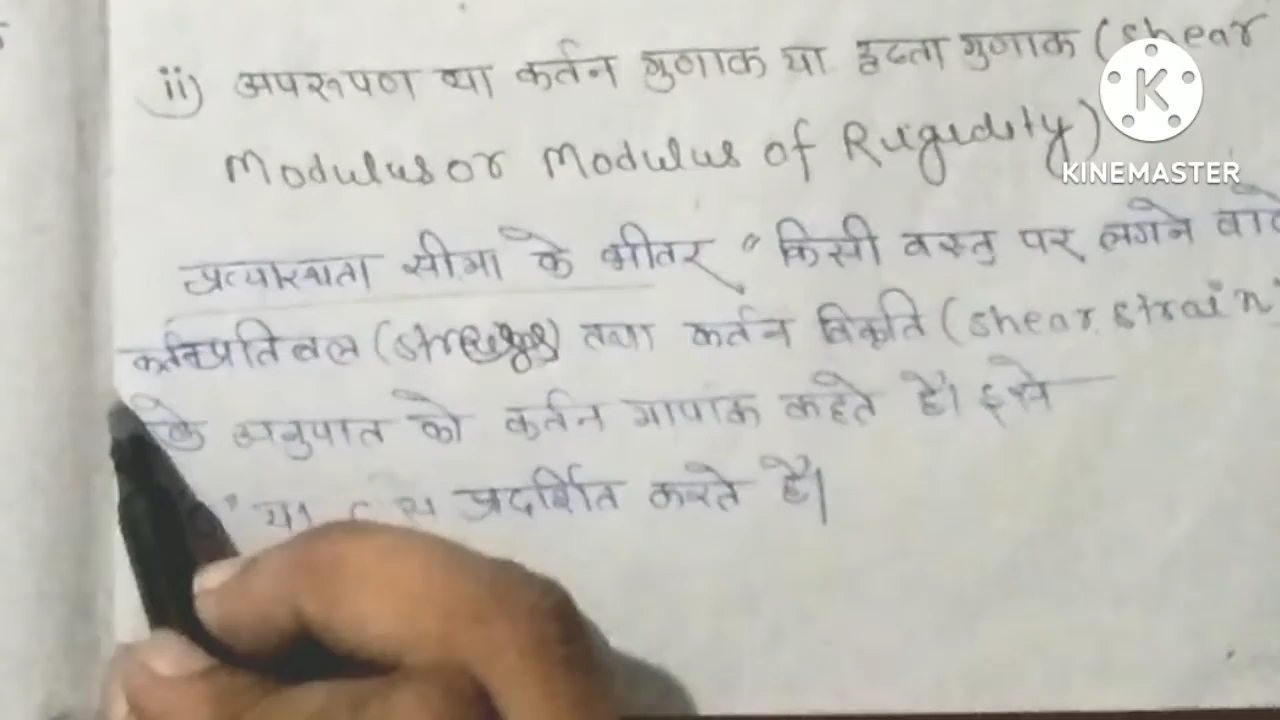 ii) अपरूपण या कर्तन गुणांक या दृढ़ता गुणांक (Shear
Modulus or Modulus of Rigidity)
प्रत्यास्थता सीमा के भीतर " किसी वस्तु पर लगने वाले
कर्तन प्रतिबल (stress) तथा कर्तन विकृति (shear strain)
के अनुपात को कर्तन मापांक कहते हैं। इसे
या प्रदर्शित करते हैं।
K
KINEMASTER